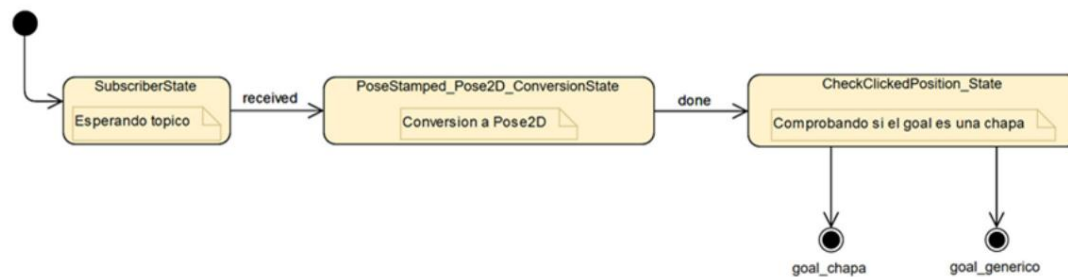 SubscriberState
Esperando topico
received
PoseStamped_Pose2D_ConversionState
Conversion a Pose2D
done
CheckClickedPosition_State
Comprobando si el goal es una chapa
goal_chapa
goal_generico